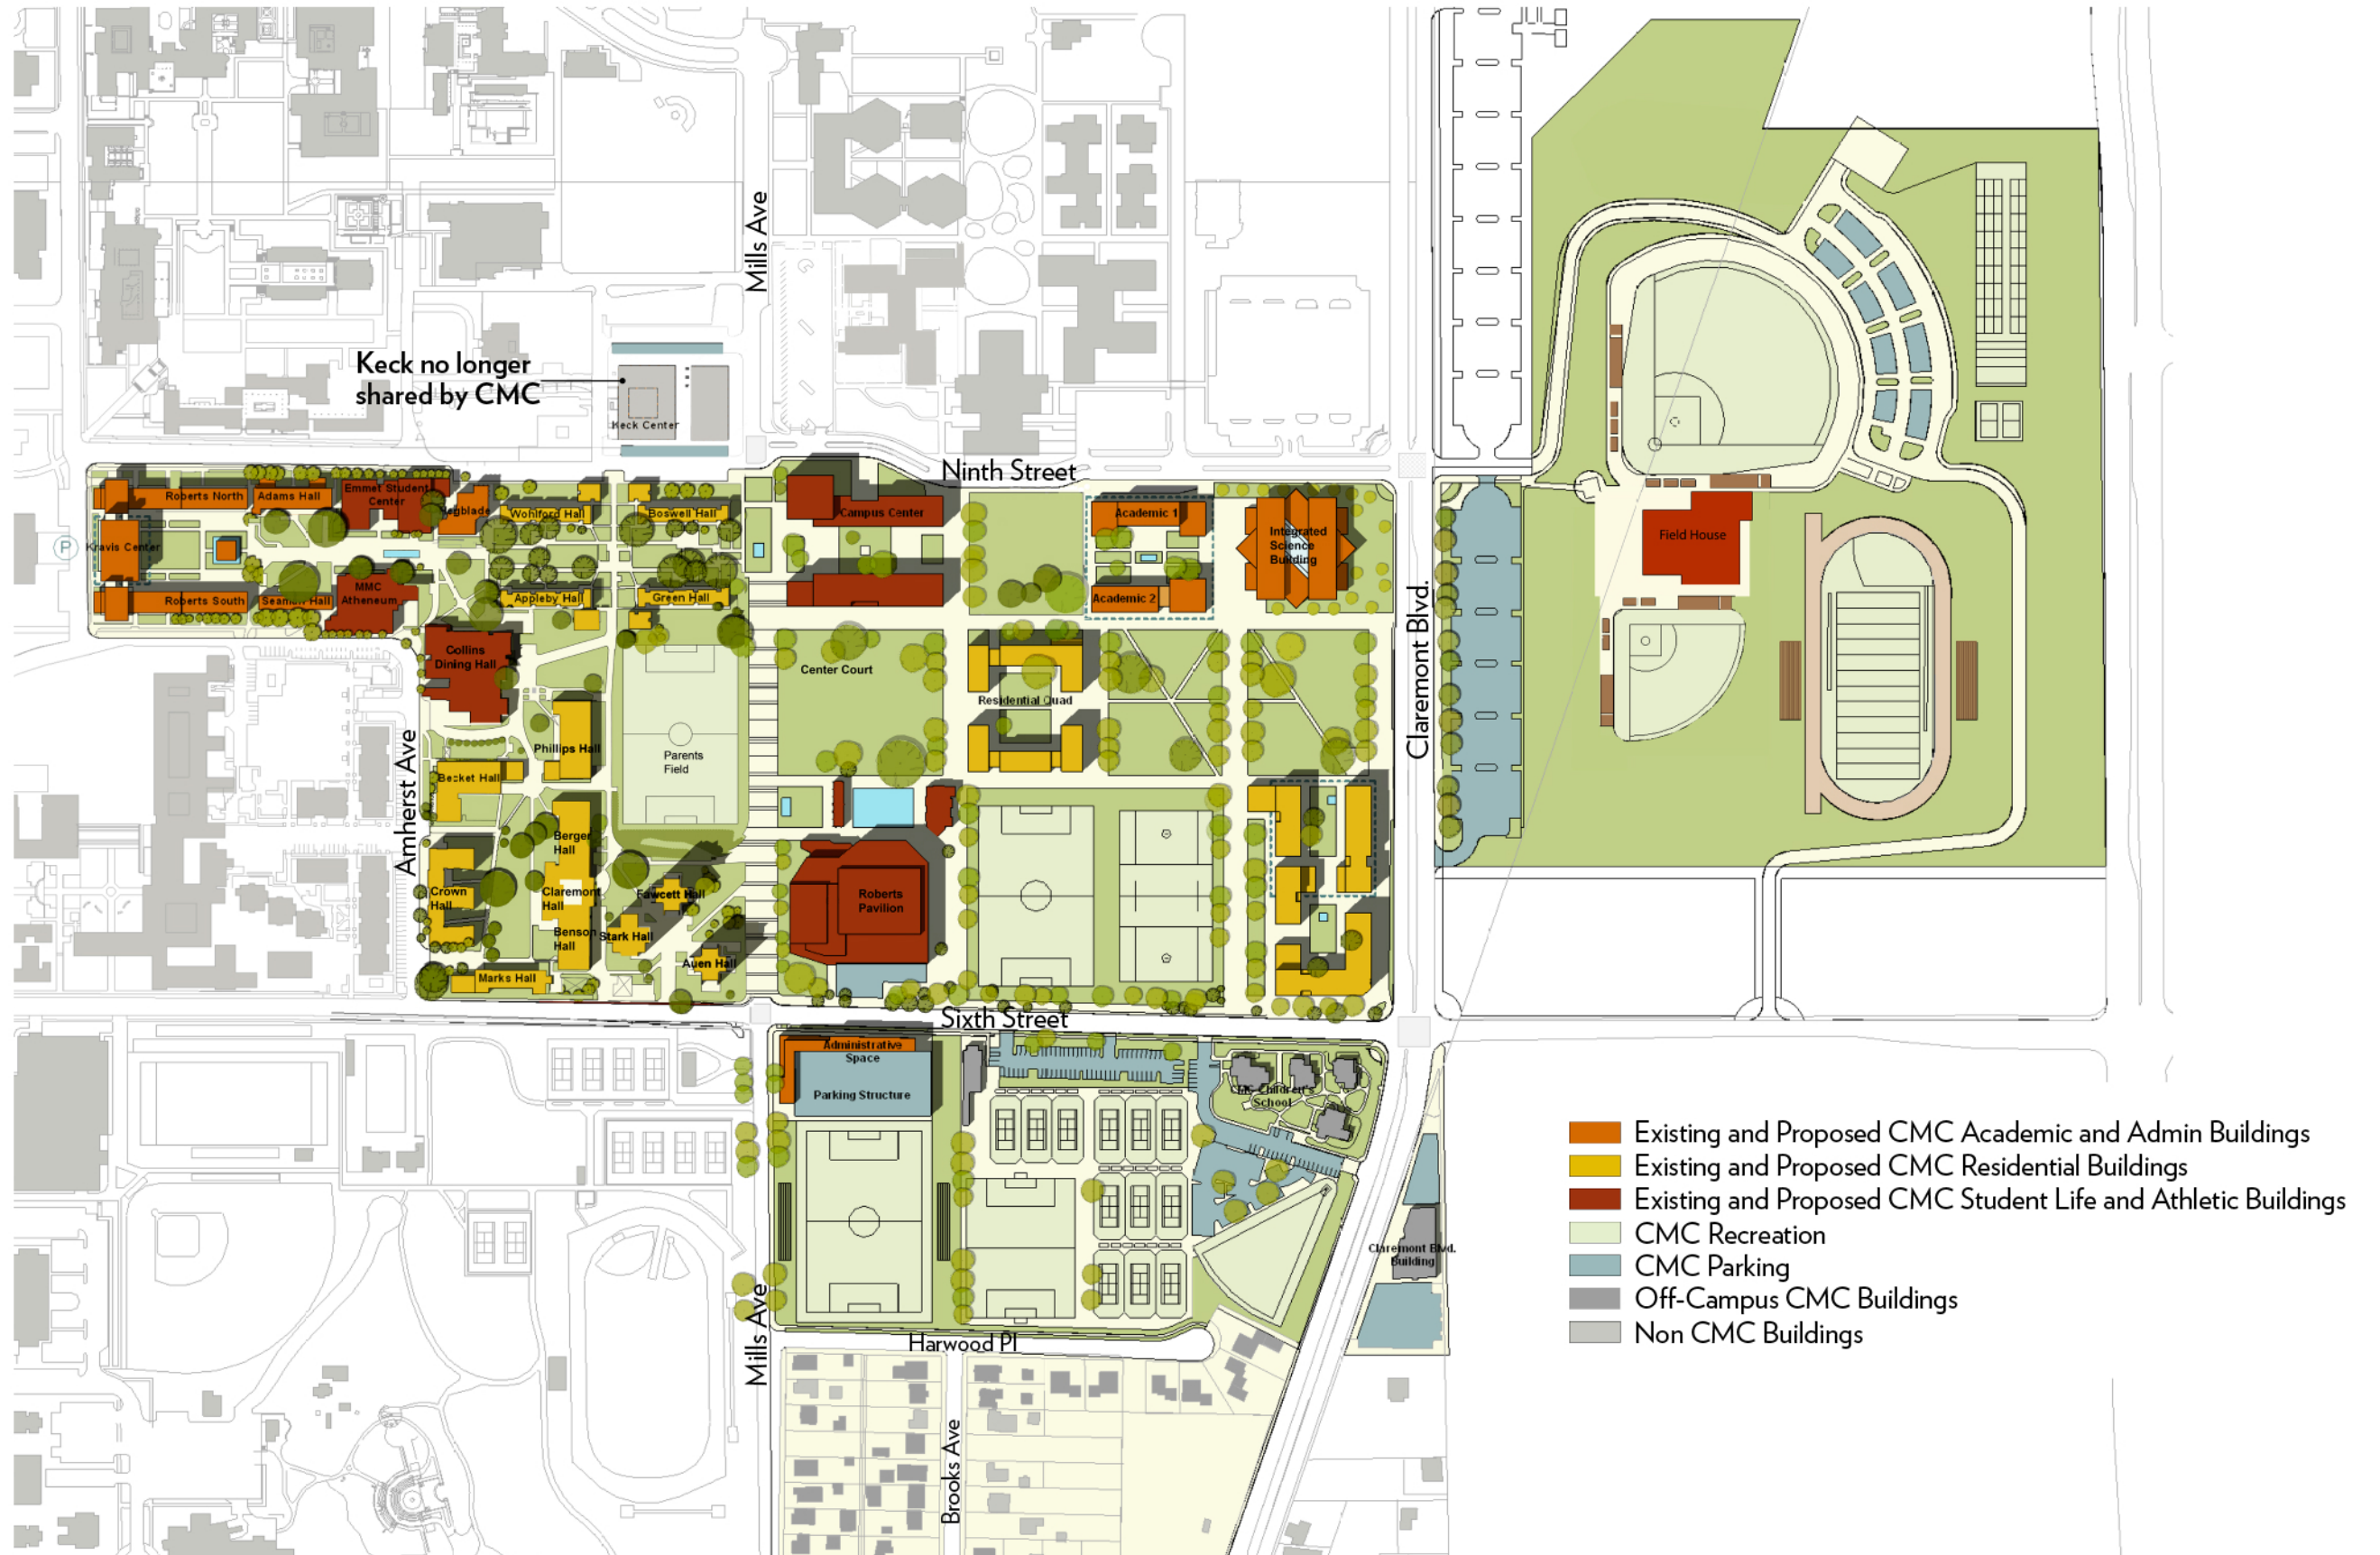 Mills Ave
Keck no longer
shared by CMC
Keck Center
Ninth Street
Roberts North
Adams Hall
Emmet Student
Center
Wohlford Hall
Boswell Hall
Campus Center
Academic 1
Integrated
Science
Building
Field House
P
Kravis Center
Roberts South
Seaman Hall
MMC
Atheneum
Appleby Hall
Green Hall
Academic 2
Claremont Blvd.
Collins
Dining Hall
Center Court
Residential Quad
Phillips Hall
Parents
Field
Becket Hall
Amherst Ave
Berger
Hall
Crown
Hall
Claremont
Hall
Fawcett Hall
Roberts
Pavilion
Benson
Hall
Stark Hall
Auen Hall
Marks Hall
Sixth Street
Administrative
Space
Parking Structure
CMC Children's
School
Claremont Blvd.
Building
Mills Ave
Harwood Pl
Brooks Ave
Existing and Proposed CMC Academic and Admin Buildings
Existing and Proposed CMC Residential Buildings
Existing and Proposed CMC Student Life and Athletic Buildings
CMC Recreation
CMC Parking
Off-Campus CMC Buildings
Non CMC Buildings